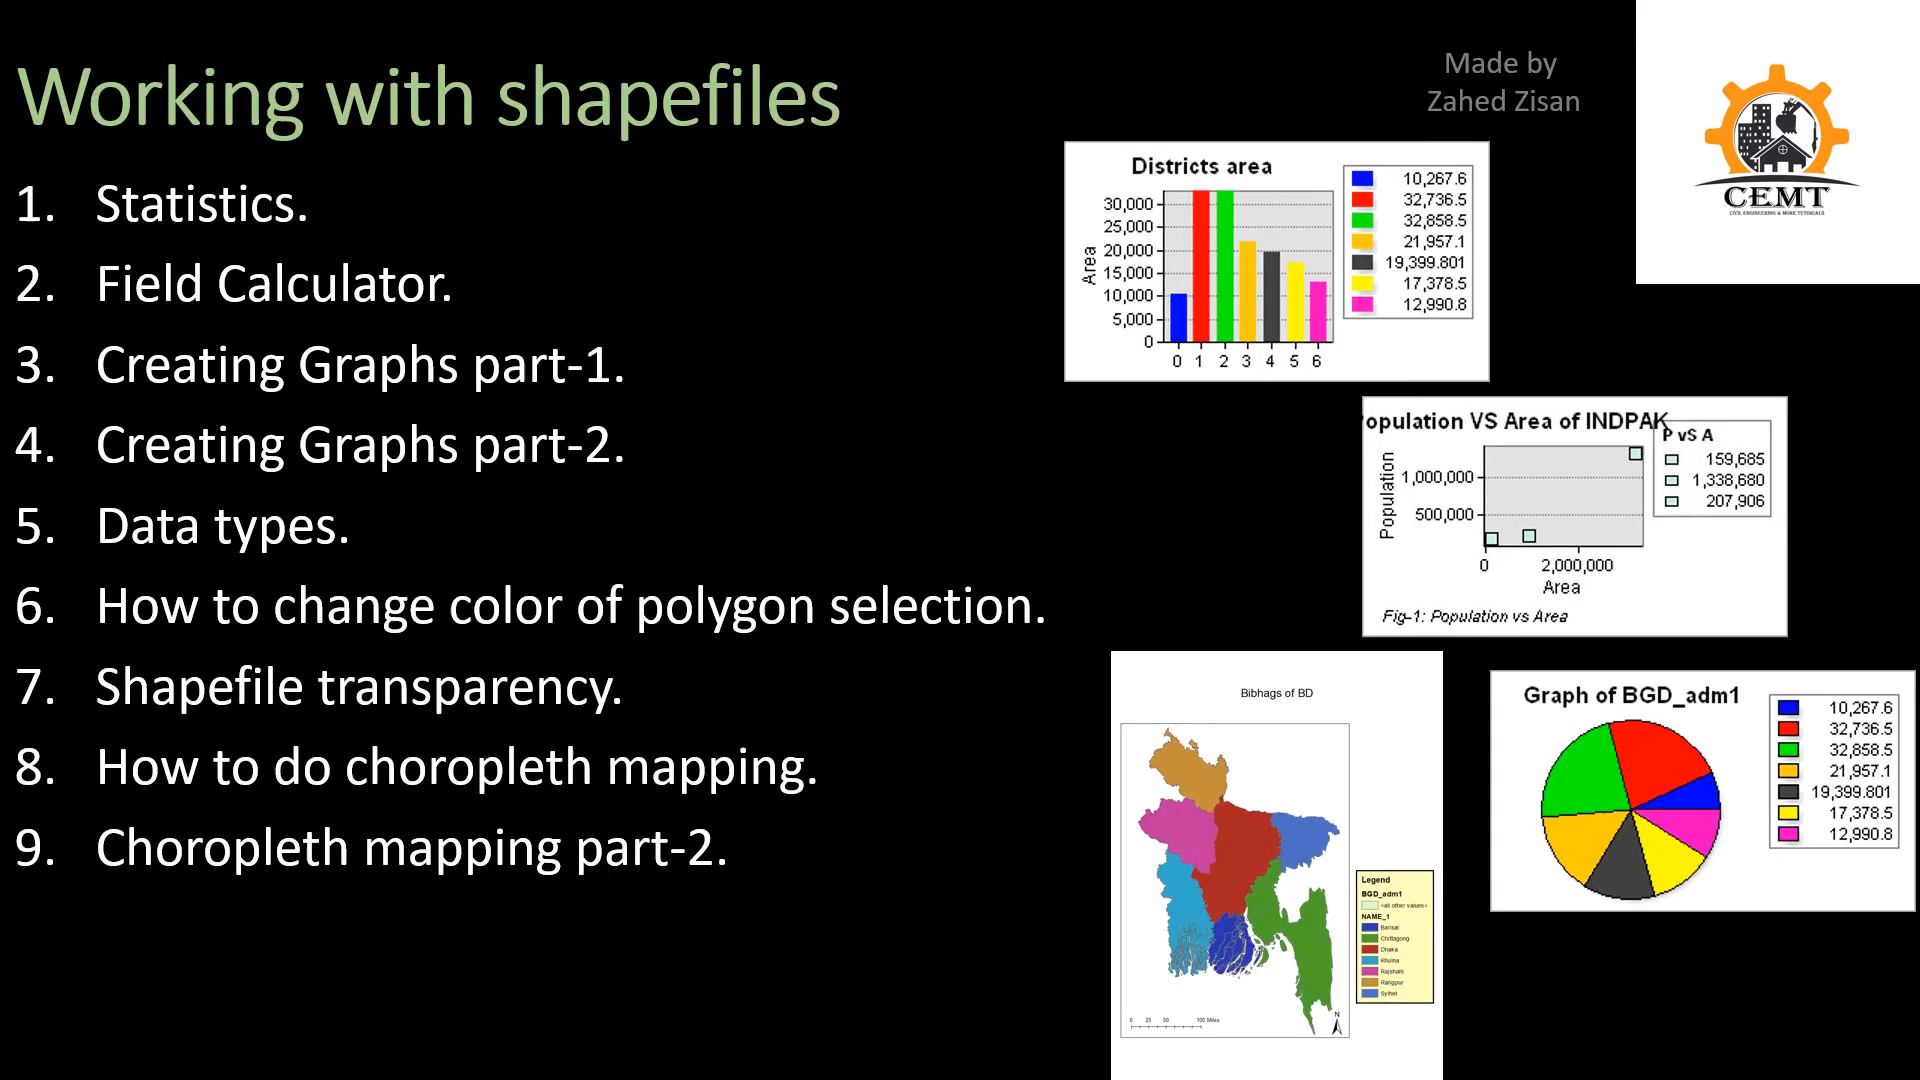 Working with shapefiles
Made by
Zahed Zisan
CEMT
CIVIL ENGINEERING & MORE TUTORIALS
1. Statistics.
2. Field Calculator.
3. Creating Graphs part-1.
4. Creating Graphs part-2.
5. Data types.
6. How to change color of polygon selection.
7. Shapefile transparency.
8. How to do choropleth mapping.
9. Choropleth mapping part-2.
Districts area
Area
30,000
25,000
20,000
15,000
10,000
5,000
0
0 1 2 3 4 5 6
10,267.6
32,736.5
32,858.5
21,957.1
19,399.801
17,378.5
12,990.8
opulation VS Area of INDPAK
Population
1,000,000
500,000
0 2,000,000
Area
P vS A
159,685
1,338,680
207,906
Fig-1: Population vs Area
Bibhags of BD
Legend
BGD_adm1
<all other values>
NAME_1
Barisal
Chittagong
Dhaka
Khulna
Rajshahi
Rangpur
Sylhet
0 25 50 100 Miles
N
Graph of BGD_adm1
10,267.6
32,736.5
32,858.5
21,957.1
19,399.801
17,378.5
12,990.8